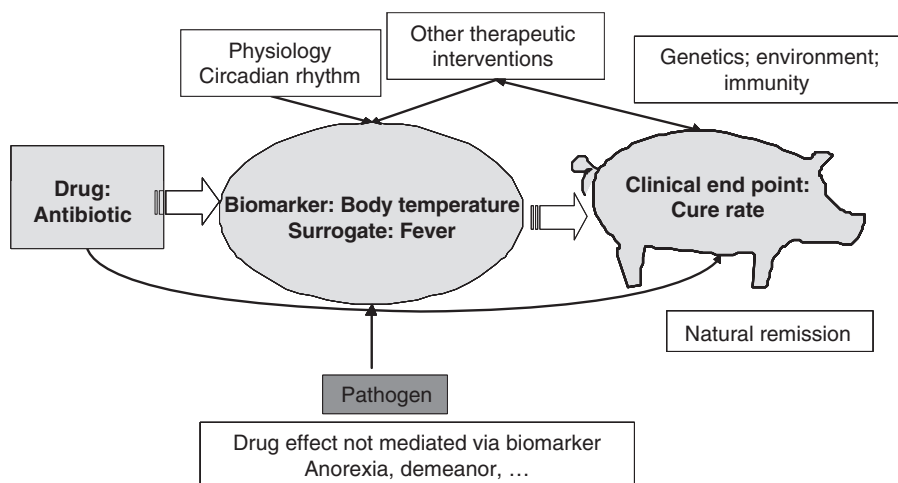 Physiology
Circadian rhythm
Other therapeutic
interventions
Genetics; environment;
immunity
Drug:
Antibiotic
Biomarker: Body temperature
Surrogate: Fever
Clinical end point:
Cure rate
Natural remission
Pathogen
Drug effect not mediated via biomarker
Anorexia, demeanor, …